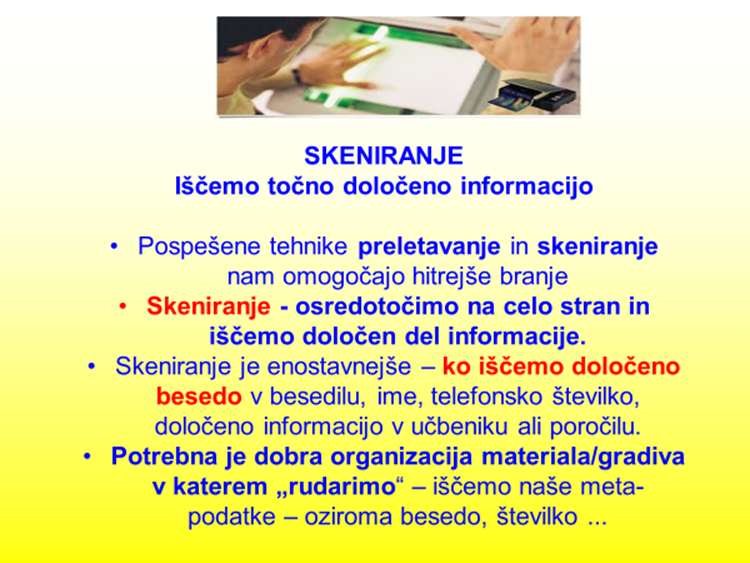 SKENIRANJE
Iščemo točno določeno informacijo
• Pospešene tehnike preletavanje in skeniranje
nam omogočajo hitrejše branje
• Skeniranje - osredotočimo na celo stran in
iščemo določen del informacije.
• Skeniranje je enostavnejše – ko iščemo določeno
besedo v besedilu, ime, telefonsko številko,
določeno informacijo v učbeniku ali poročilu.
• Potrebna je dobra organizacija materiala/gradiva
v katerem „rudarimo“ – iščemo naše meta-
podatke – oziroma besedo, številko ...